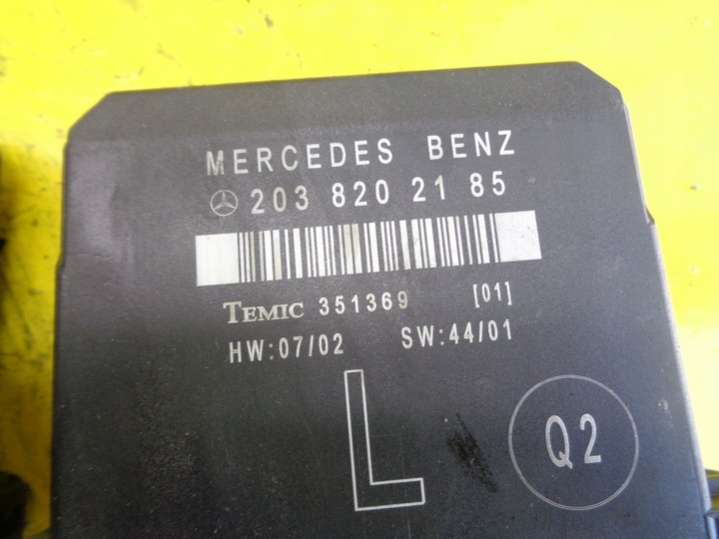 MERCEDES BENZ
203 820 21 85
TEMIC 351369 [01]
HW:07/02 SW:44/01
L
Q2